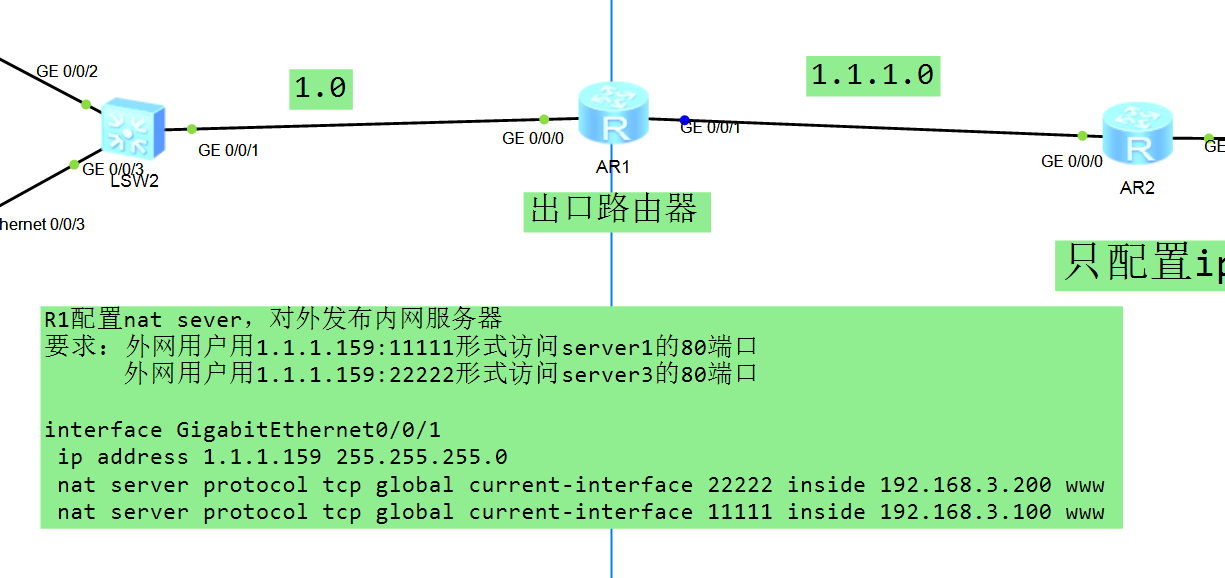 GE 0/0/2
1.0
1.1.1.0
GE 0/0/1
GE 0/0/0
GE 0/0/1
GE 0/0/0
GE
GE 0/0/3
LSW2
AR1
AR2
hernet 0/0/3
出口路由器
只配置ip
R1配置nat sever，对外发布内网服务器
要求：外网用户用1.1.1.159:11111形式访问server1的80端口
外网用户用1.1.1.159:22222形式访问server3的80端口
interface GigabitEthernet0/0/1
ip address 1.1.1.159 255.255.255.0
nat server protocol tcp global current-interface 22222 inside 192.168.3.200 www
nat server protocol tcp global current-interface 11111 inside 192.168.3.100 www